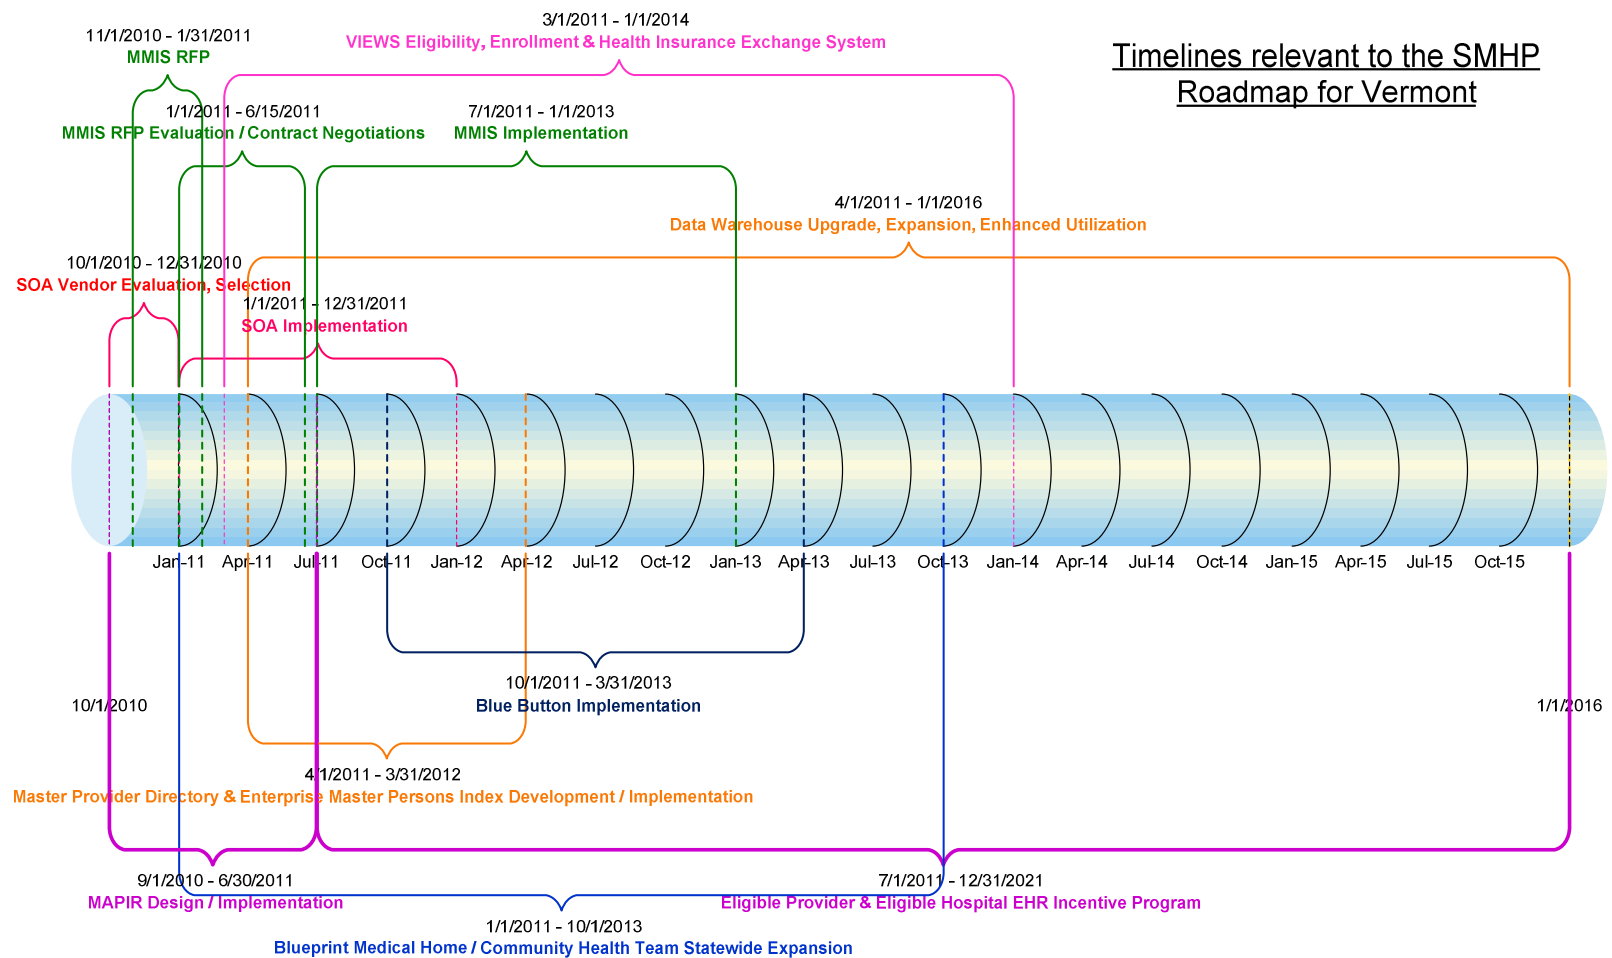 Timelines relevant to the SMHP
Roadmap for Vermont
3/1/2011 - 1/1/2014
VIEWS Eligibility, Enrollment & Health Insurance Exchange System
11/1/2010 - 1/31/2011
MMIS RFP
1/1/2011 - 6/15/2011
MMIS RFP Evaluation / Contract Negotiations
7/1/2011 - 1/1/2013
MMIS Implementation
4/1/2011 - 1/1/2016
Data Warehouse Upgrade, Expansion, Enhanced Utilization
10/1/2010 - 12/31/2010
SOA Vendor Evaluation, Selection
1/1/2011 - 12/31/2011
SOA Implementation
Jan-11 Apr-11 Jul-11 Oct-11 Jan-12 Apr-12 Jul-12 Oct-12 Jan-13 Apr-13 Jul-13 Oct-13 Jan-14 Apr-14 Jul-14 Oct-14 Jan-15 Apr-15 Jul-15 Oct-15
10/1/2011 - 3/31/2013
Blue Button Implementation
10/1/2010
1/1/2016
4/1/2011 - 3/31/2012
Master Provider Directory & Enterprise Master Persons Index Development / Implementation
9/1/2010 - 6/30/2011
MAPIR Design / Implementation
7/1/2011 - 12/31/2021
Eligible Provider & Eligible Hospital EHR Incentive Program
1/1/2011 - 10/1/2013
Blueprint Medical Home / Community Health Team Statewide Expansion